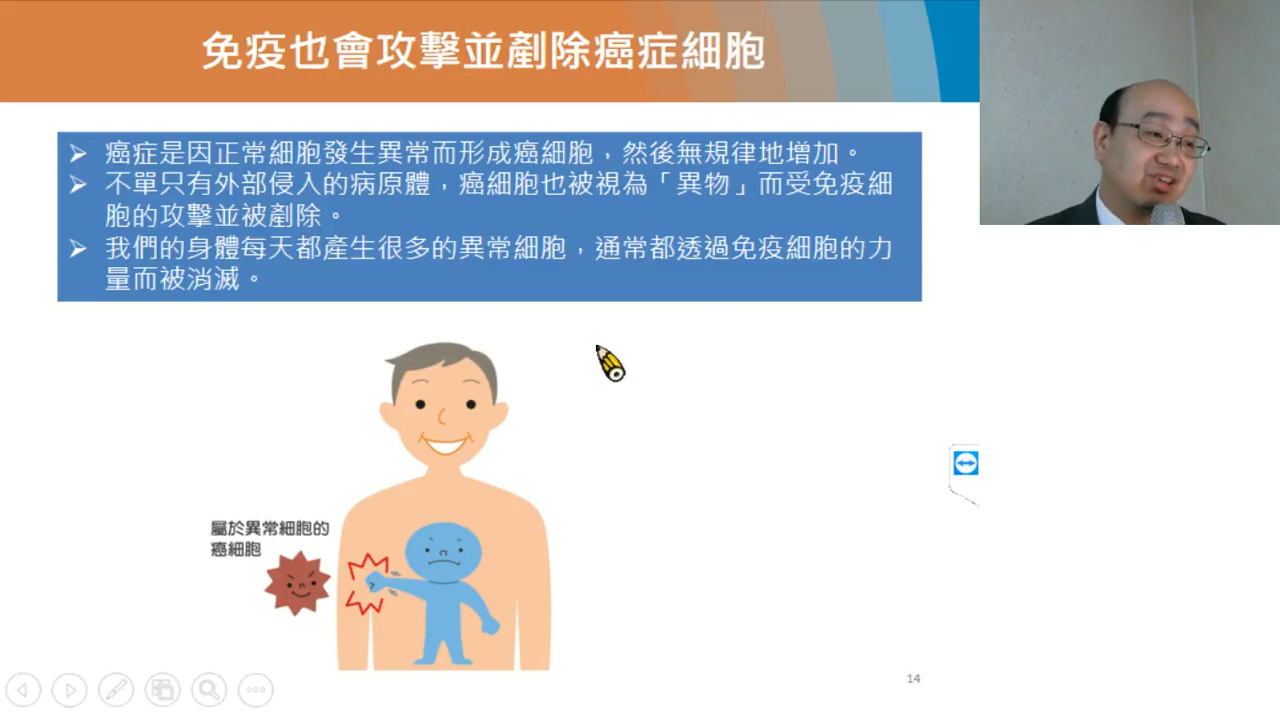 免疫也會攻擊並剷除癌症細胞
➢ 癌症是因正常細胞發生異常而形成癌細胞，然後無規律地增加。
➢ 不單只有外部侵入的病原體，癌細胞也被視為「異物」而受免疫細
胞的攻擊並被剷除。
➢ 我們的身體每天都產生很多的異常細胞，通常都透過免疫細胞的力
量而被消滅。
屬於異常細胞的
癌細胞
14